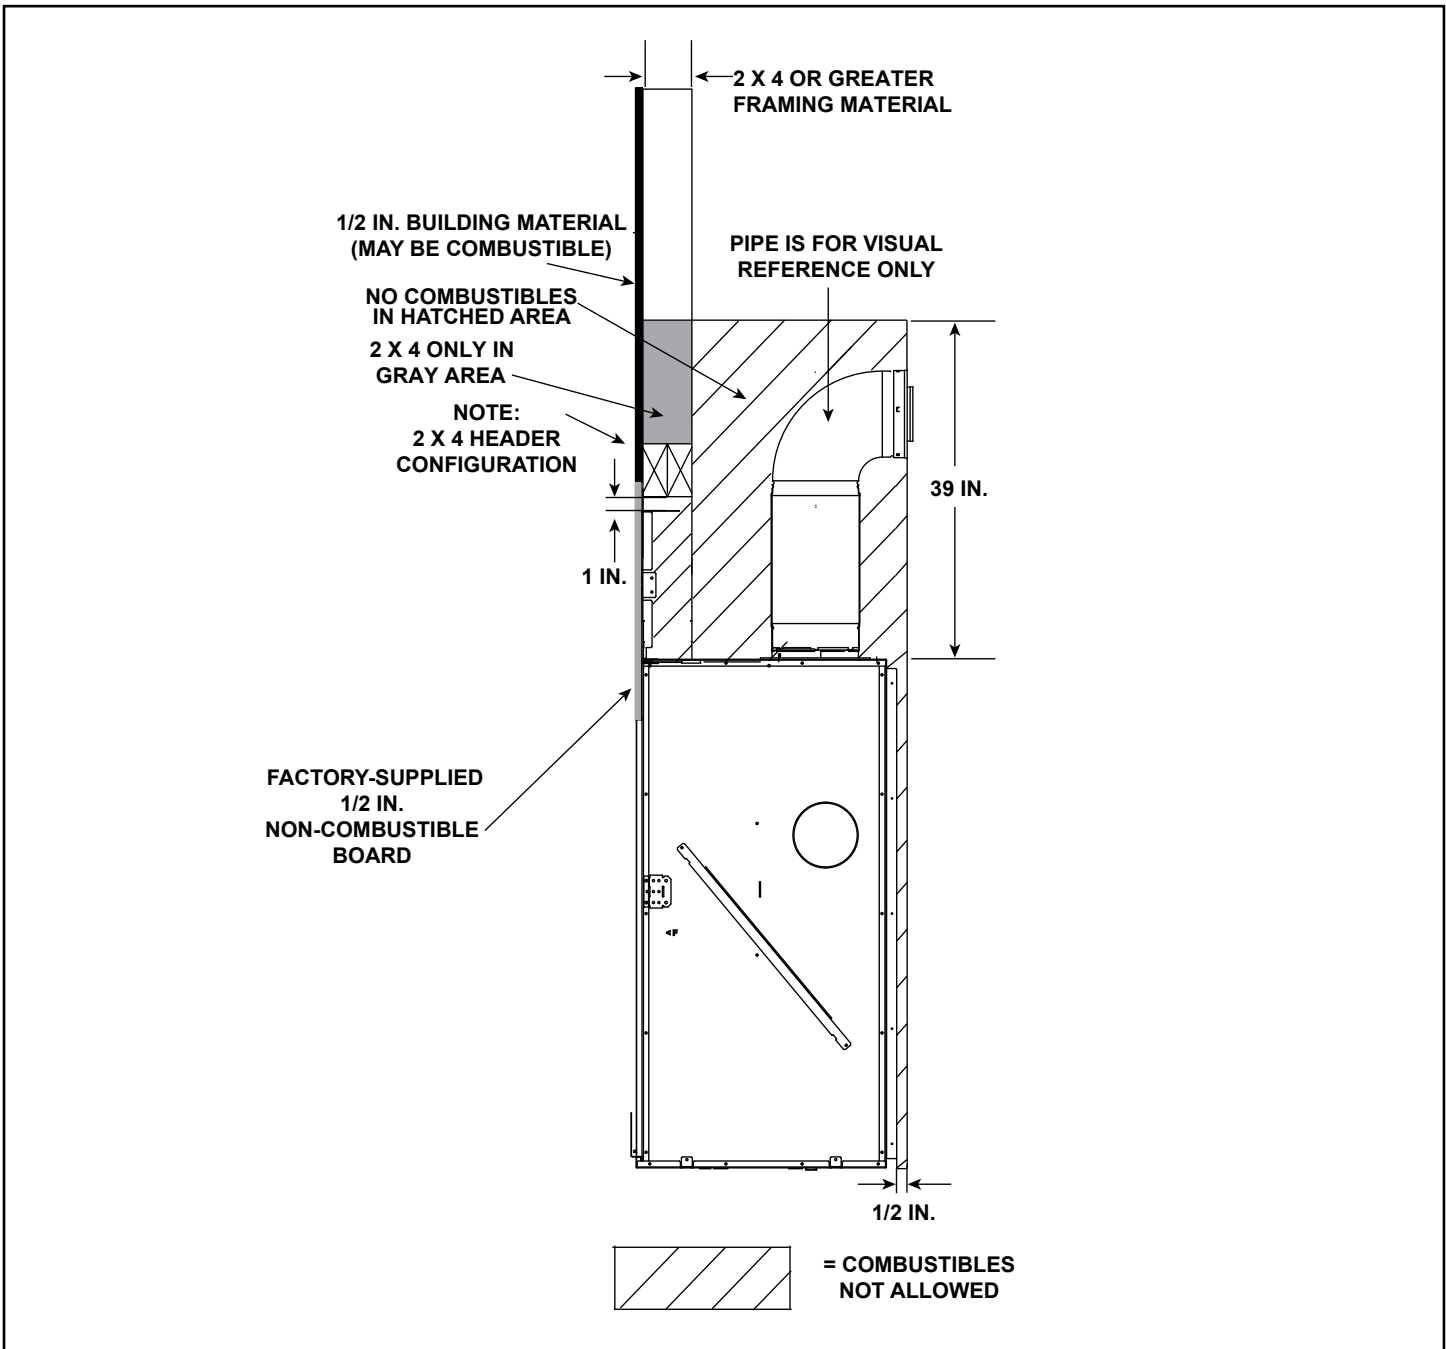 2 X 4 OR GREATER
FRAMING MATERIAL
1/2 IN. BUILDING MATERIAL
(MAY BE COMBUSTIBLE)
PIPE IS FOR VISUAL
REFERENCE ONLY
NO COMBUSTIBLES
IN HATCHED AREA
2 X 4 ONLY IN
GRAY AREA
NOTE:
2 X 4 HEADER
CONFIGURATION
39 IN.
1 IN.
FACTORY-SUPPLIED
1/2 IN.
NON-COMBUSTIBLE
BOARD
1/2 IN.
= COMBUSTIBLES
NOT ALLOWED